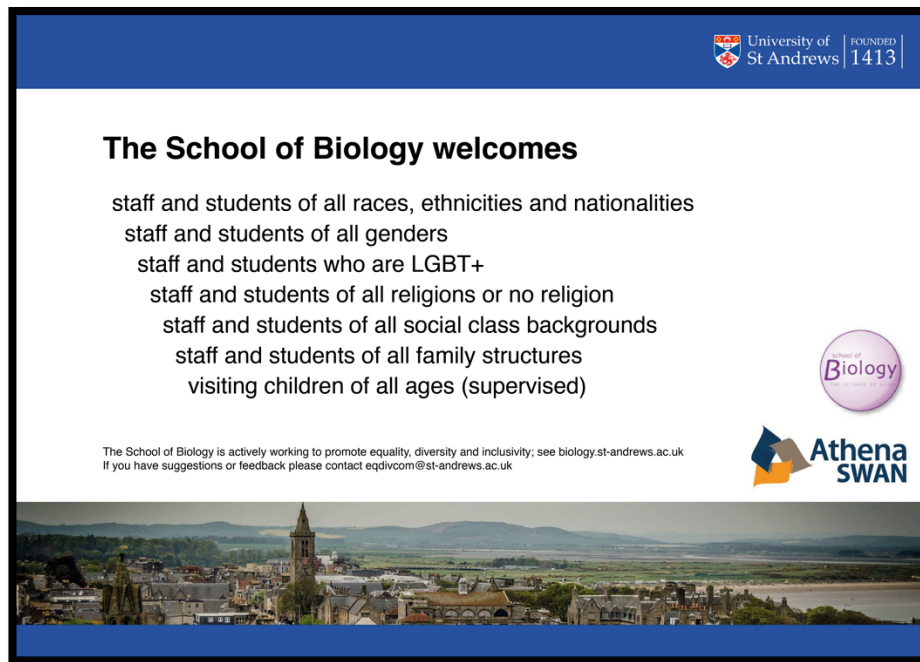 University of
St Andrews
FOUNDED
1413
The School of Biology welcomes
staff and students of all races, ethnicities and nationalities
staff and students of all genders
staff and students who are LGBT+
staff and students of all religions or no religion
staff and students of all social class backgrounds
staff and students of all family structures
visiting children of all ages (supervised)
school of
Biology
THE SCIENCE OF LIFE
Athena
SWAN
The School of Biology is actively working to promote equality, diversity and inclusivity; see biology.st-andrews.ac.uk
If you have suggestions or feedback please contact eqdivcom@st-andrews.ac.uk